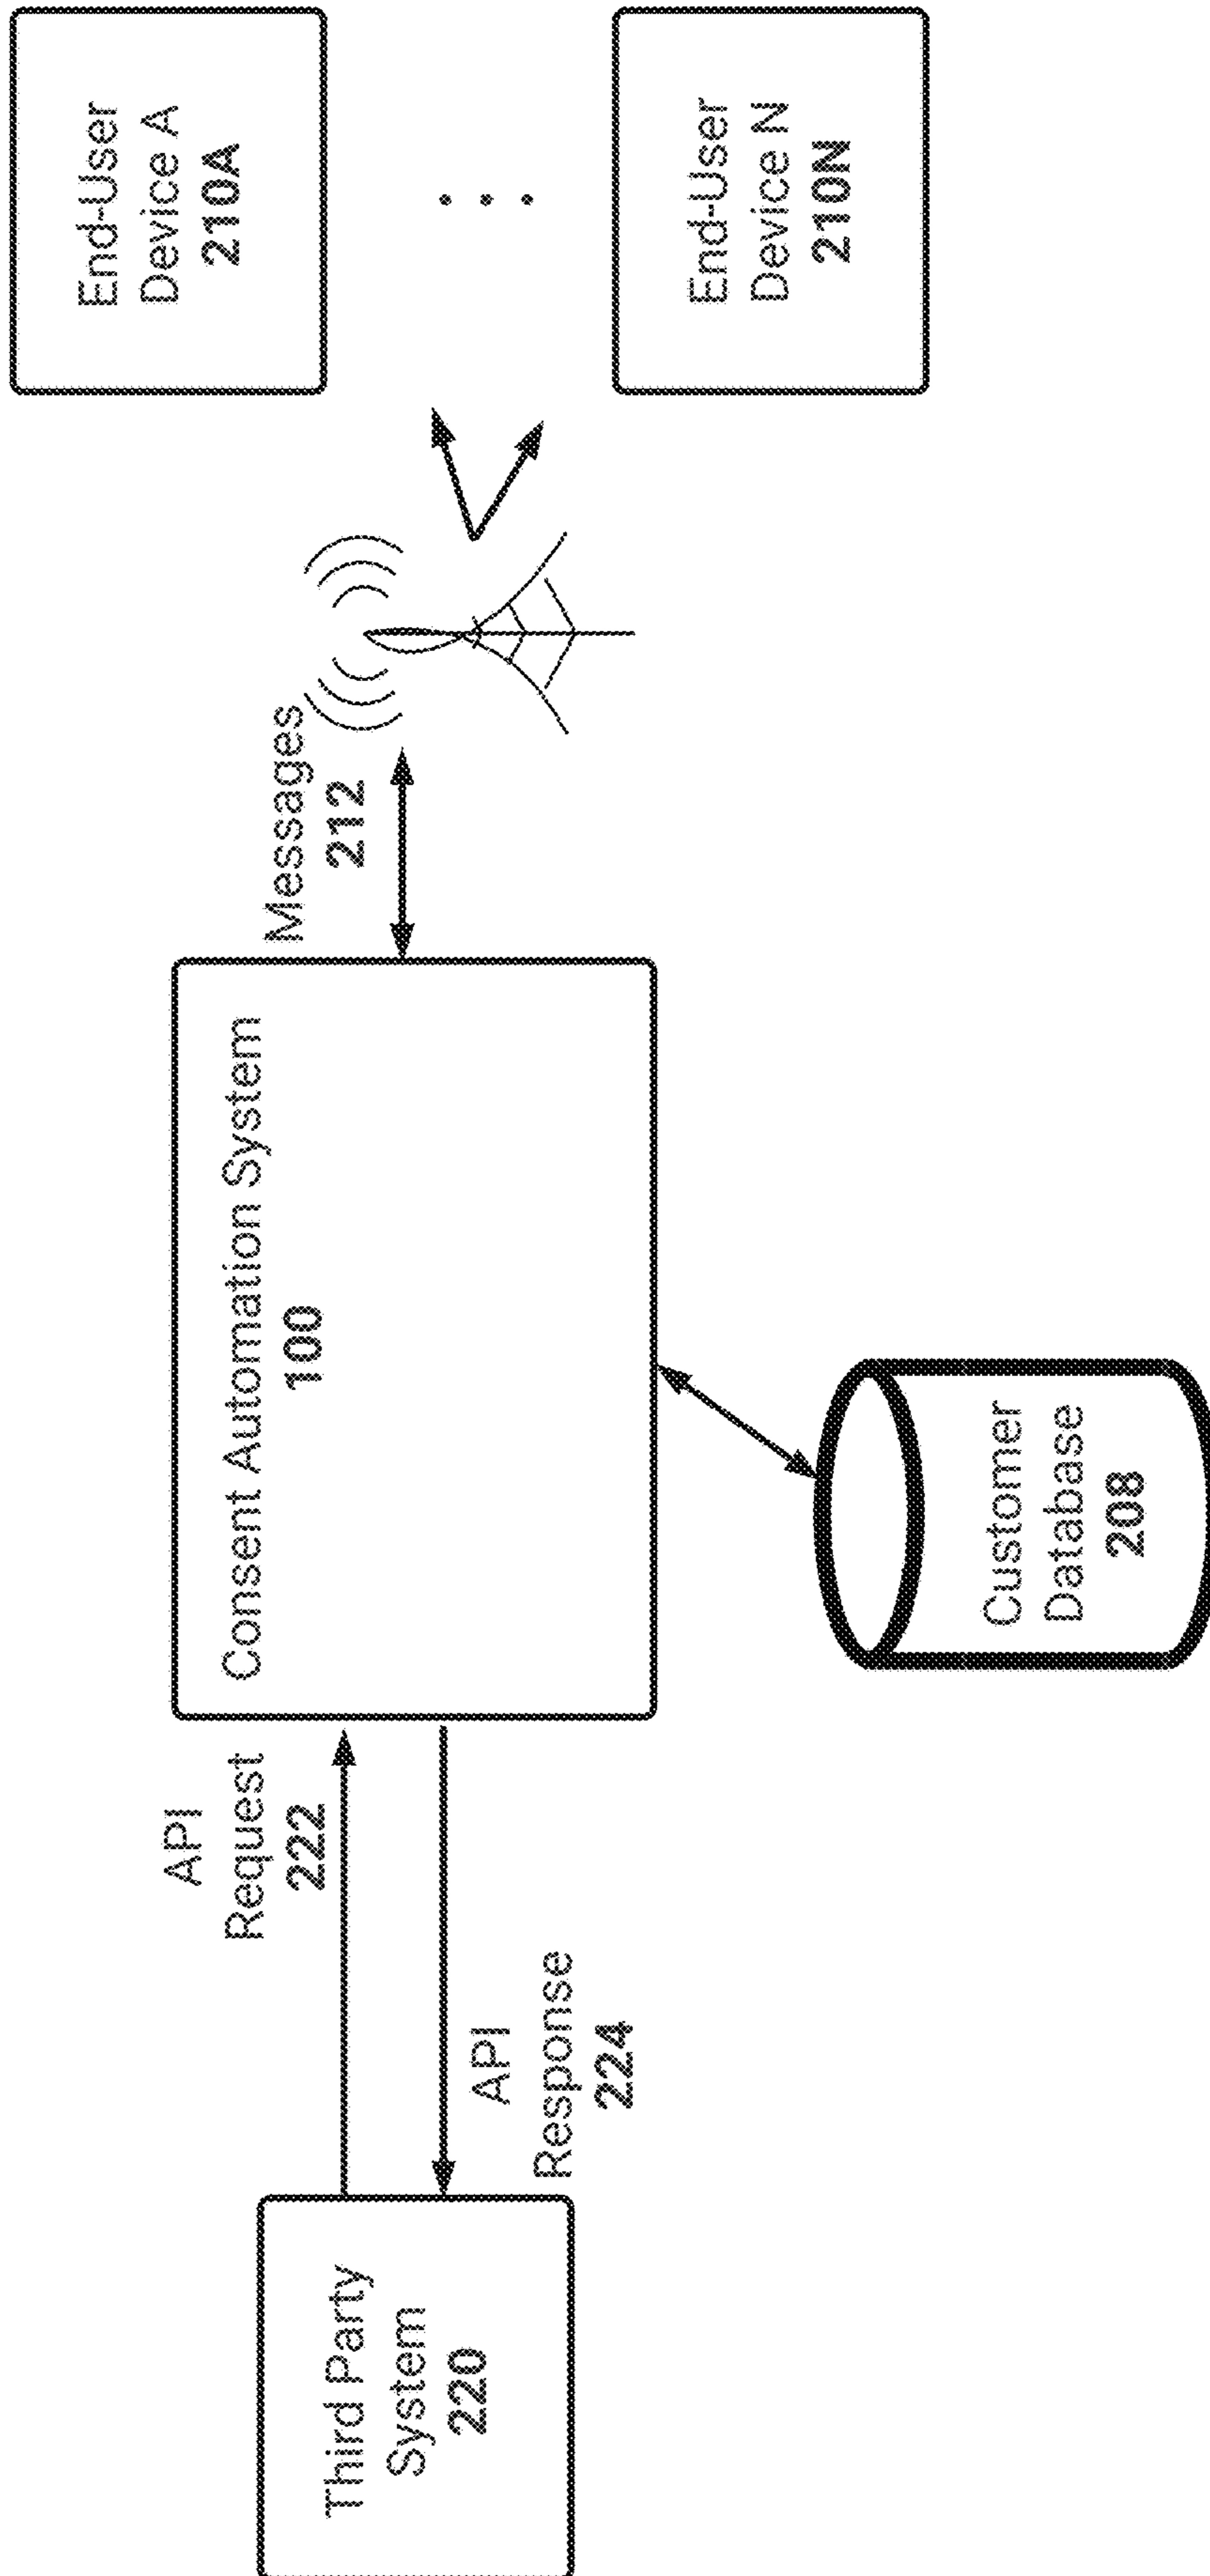 Third Party
System
220
API
Request
222
API
Response
224
Consent Automation System
100
Customer
Database
208
Messages
212
End-User
Device A
210A
End-User
Device N
210N